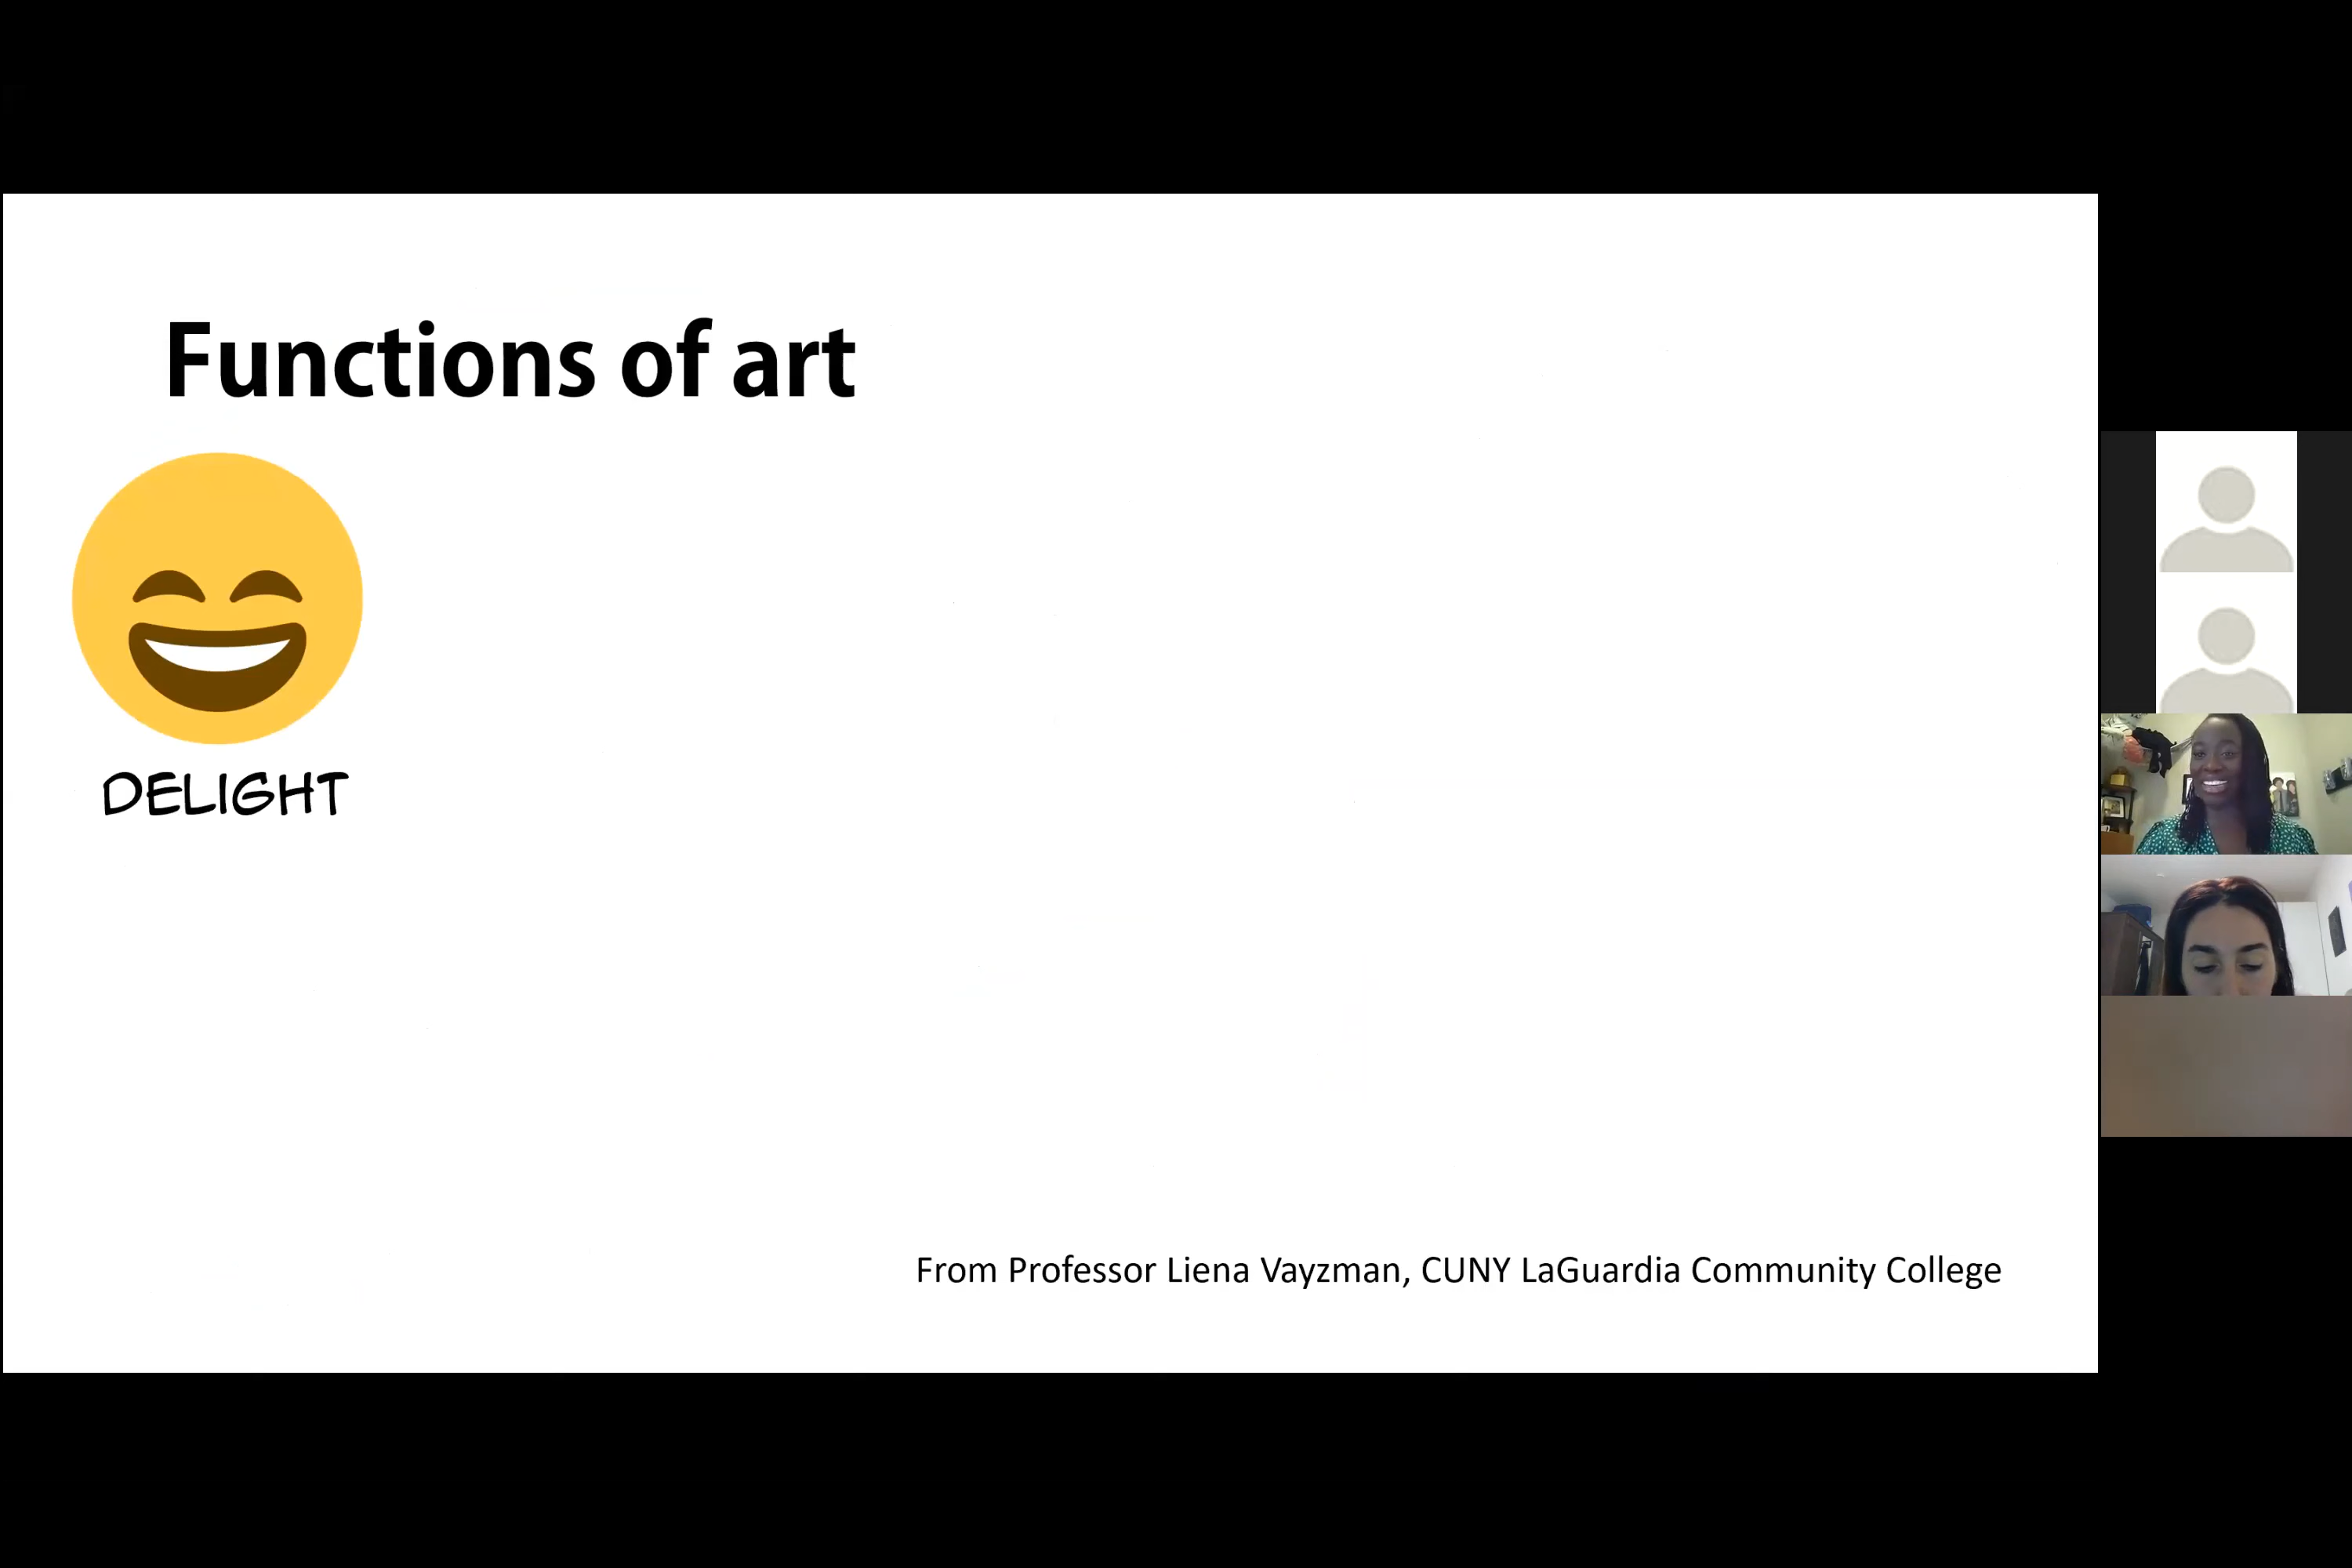 Functions of art
DELIGHT
From Professor Liena Vayzman, CUNY LaGuardia Community College